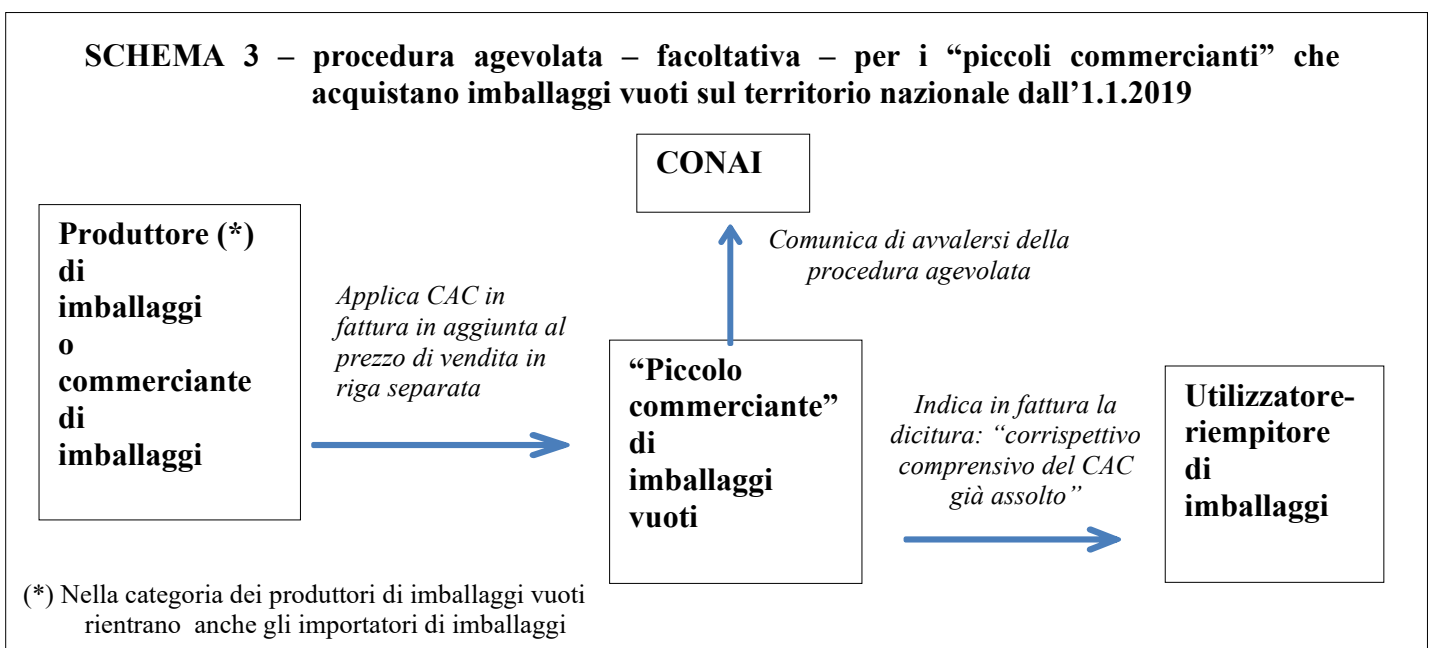 SCHEMA 3 – procedura agevolata – facoltativa – per i “piccoli commercianti” che
acquistano imballaggi vuoti sul territorio nazionale dall’1.1.2019
CONAI
Produttore (*)
di
imballaggi
o
commerciante
di
imballaggi
Applica CAC in
fattura in aggiunta al
prezzo di vendita in
riga separata
Comunica di avvalersi della
procedura agevolata
“Piccolo
commerciante”
di
imballaggi
vuoti
Indica in fattura la
dicitura: “corrispettivo
comprensivo del CAC
già assolto”
Utilizzatore-
riempitore
di
imballaggi
(*) Nella categoria dei produttori di imballaggi vuoti
rientrano anche gli importatori di imballaggi